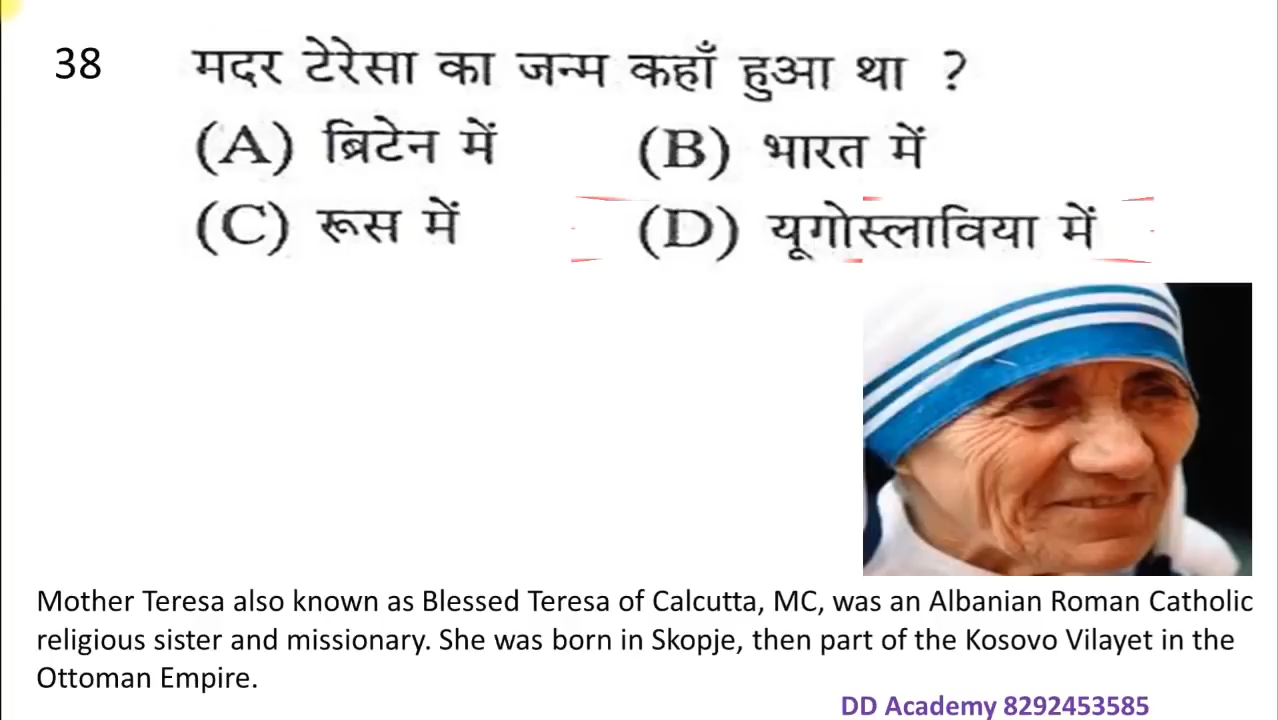 38 मदर टेरेसा का जन्म कहाँ हुआ था ?
(A) ब्रिटेन में (B) भारत में
(C) रूस में (D) यूगोस्लाविया में
Mother Teresa also known as Blessed Teresa of Calcutta, MC, was an Albanian Roman Catholic
religious sister and missionary. She was born in Skopje, then part of the Kosovo Vilayet in the
Ottoman Empire.
DD Academy 8292453585